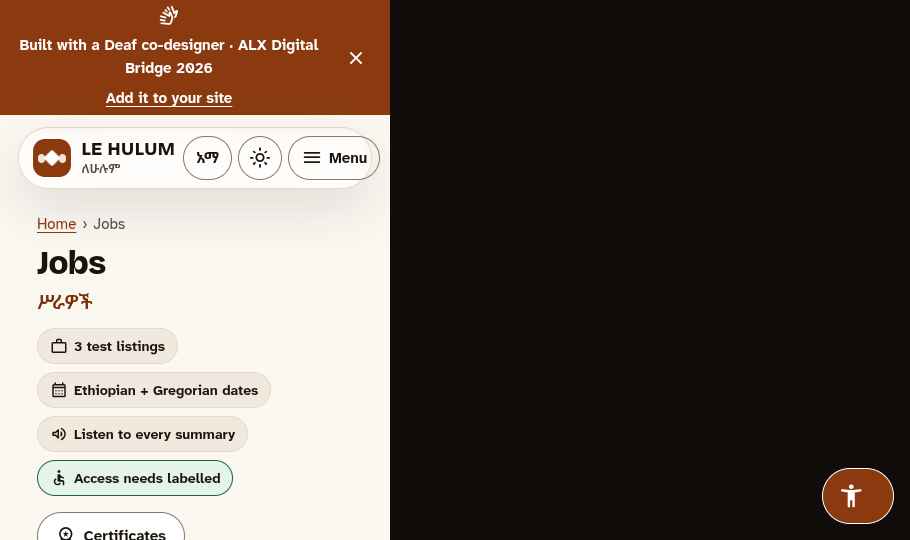 Built with a Deaf co-designer · ALX Digital
Bridge 2026
Add it to your site
LE HULUM
ለሁሉም
አማ
Menu
Home › Jobs
Jobs
ሥራዎች
3 test listings
Ethiopian + Gregorian dates
Listen to every summary
Access needs labelled
Certificates